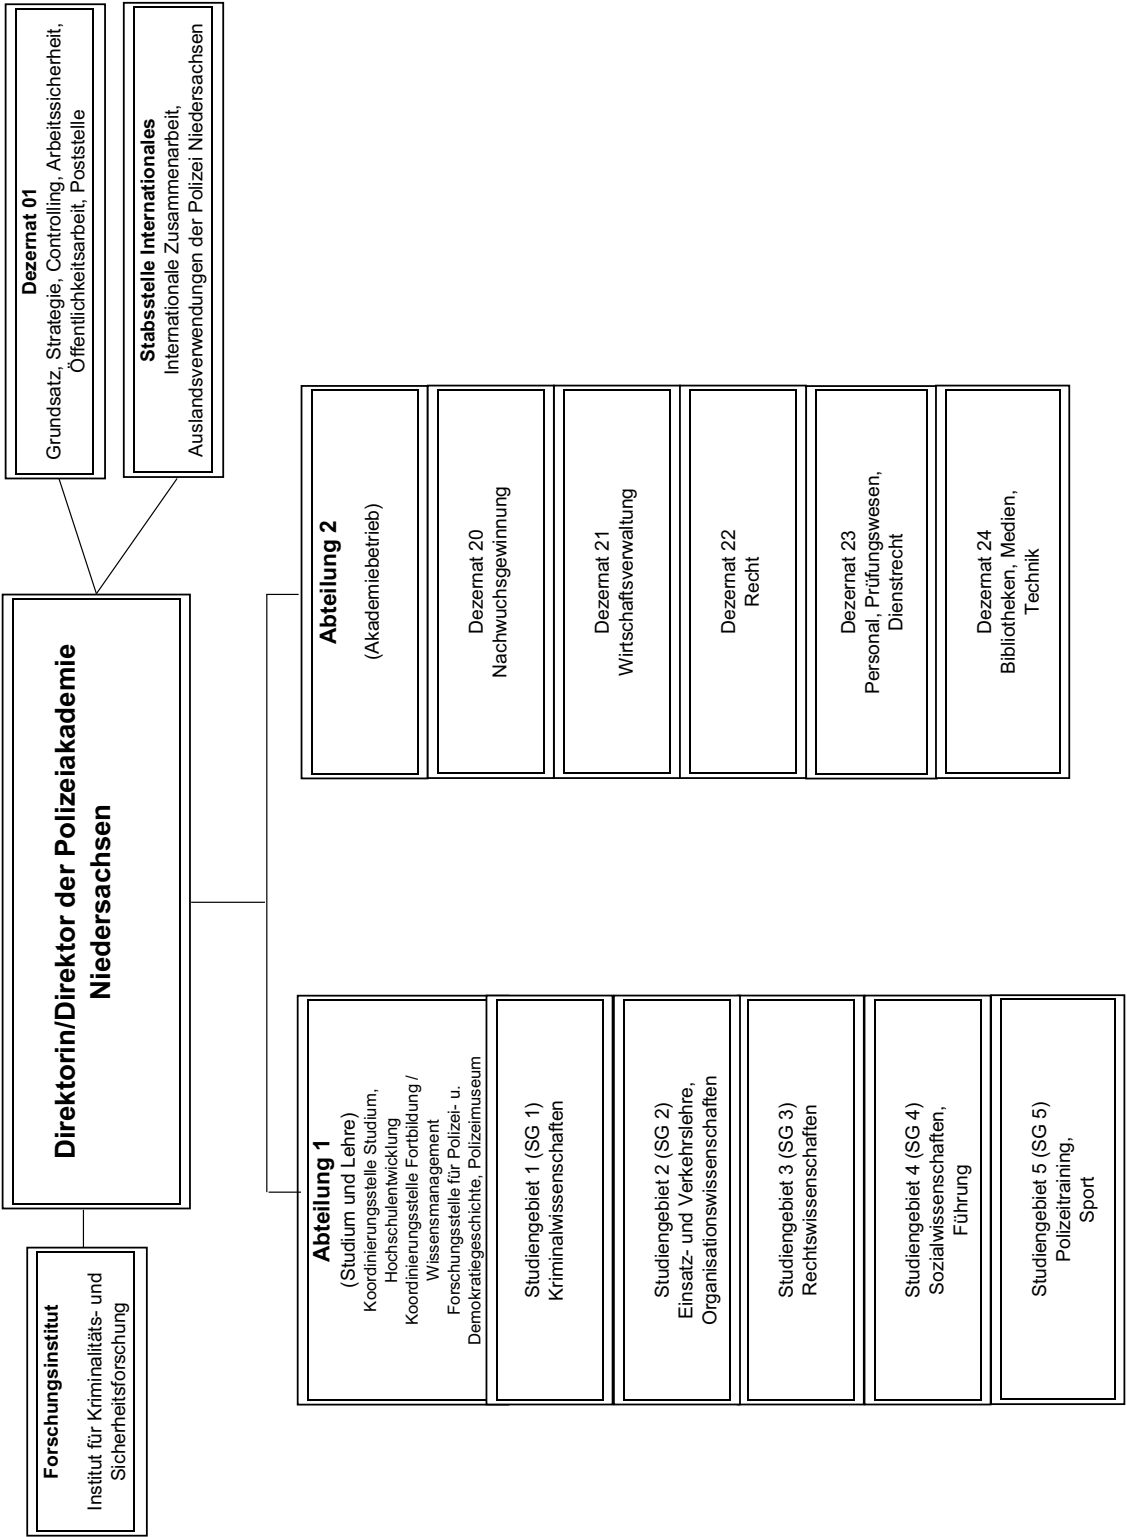 Forschungsinstitut
Institut für Kriminalitäts- und
Sicherheitsforschung
Direktorin/Direktor der Polizeiakademie
Niedersachsen
Dezernat 01
Grundsatz, Strategie, Controlling, Arbeitssicherheit,
Öffentlichkeitsarbeit, Poststelle
Stabsstelle Internationales
Internationale Zusammenarbeit,
Auslandsverwendungen der Polizei Niedersachsen
Abteilung 1
(Studium und Lehre)
Koordinierungsstelle Studium,
Hochschulentwicklung
Koordinierungsstelle Fortbildung /
Wissensmanagement
Forschungsstelle für Polizei- u.
Demokratiegeschichte, Polizeimuseum
Studiengebiet 1 (SG 1)
Kriminalwissenschaften
Studiengebiet 2 (SG 2)
Einsatz- und Verkehrslehre,
Organisationswissenschaften
Studiengebiet 3 (SG 3)
Rechtswissenschaften
Studiengebiet 4 (SG 4)
Sozialwissenschaften,
Führung
Studiengebiet 5 (SG 5)
Polizeitraining,
Sport
Abteilung 2
(Akademiebetrieb)
Dezernat 20
Nachwuchsgewinnung
Dezernat 21
Wirtschaftsverwaltung
Dezernat 22
Recht
Dezernat 23
Personal, Prüfungswesen,
Dienstrecht
Dezernat 24
Bibliotheken, Medien,
Technik